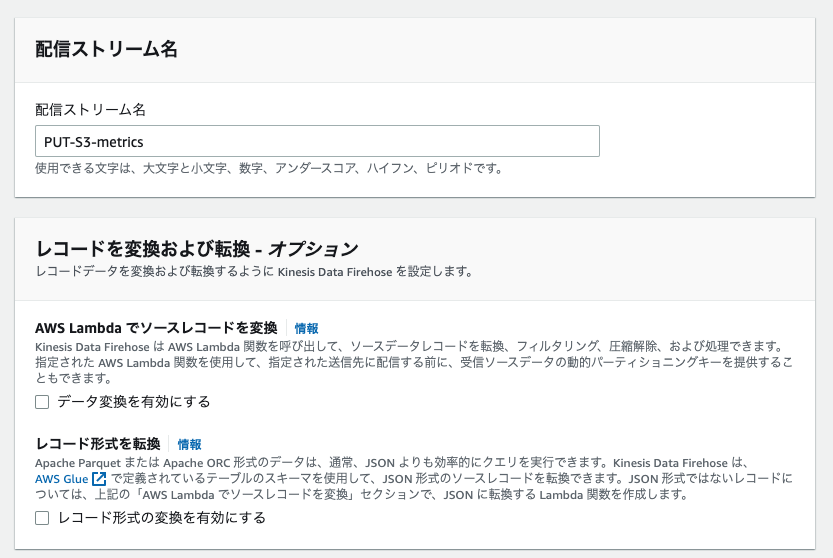 配信ストリーム名
配信ストリーム名
PUT-S3-metrics
使用できる文字は、大文字と小文字、数字、アンダースコア、ハイフン、ピリオドです。
レコードを変換および転換 - オプション
レコードデータを変換および転換するように Kinesis Data Firehose を設定します。
AWS Lambda でソースレコードを変換 情報
Kinesis Data Firehose は AWS Lambda 関数を呼び出して、ソースデータレコードを転換、フィルタリング、圧縮解除、および処理できます。
指定された AWS Lambda 関数を使用して、指定された送信先に配信する前に、受信ソースデータの動的パーティショニングキーを提供するこ
ともできます。
データ変換を有効にする
レコード形式を転換 情報
Apache Parquet または Apache ORC 形式のデータは、通常、JSON よりも効率的にクエリを実行できます。Kinesis Data Firehose は、
AWS Glue で定義されているテーブルのスキーマを使用して、JSON 形式のソースレコードを転換できます。JSON 形式ではないレコードに
ついては、上記の「AWS Lambda でソースレコードを変換」セクションで、JSON に転換する Lambda 関数を作成します。
レコード形式の変換を有効にする